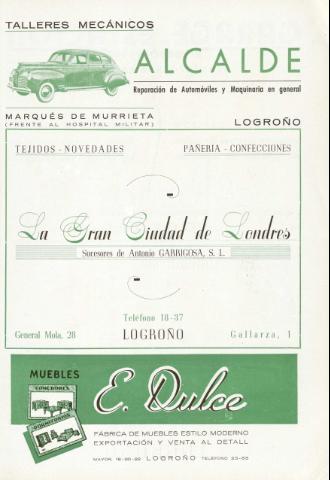 TALLERES MECÁNICOS
ALCALDE
Reparación de Automóviles y Maquinaria en general
MARQUÉS DE MURRIETA
(FRENTE AL HOSPITAL MILITAR)
LOGROÑO
TEJIDOS - NOVEDADES
PAÑERIA - CONFECCIONES
La Gran Ciudad de Londres
Sucesores de Antonio GARRIGOSA, S. L.
Teléfono 18-37
General Mola, 28
LOGROÑO
Gallarza, 1
MUEBLES
COMEDORES
DORMITORIOS
E. Dulce
FÁBRICA DE MUEBLES ESTILO MODERNO
EXPORTACIÓN Y VENTA AL DETALL
LOGROÑO